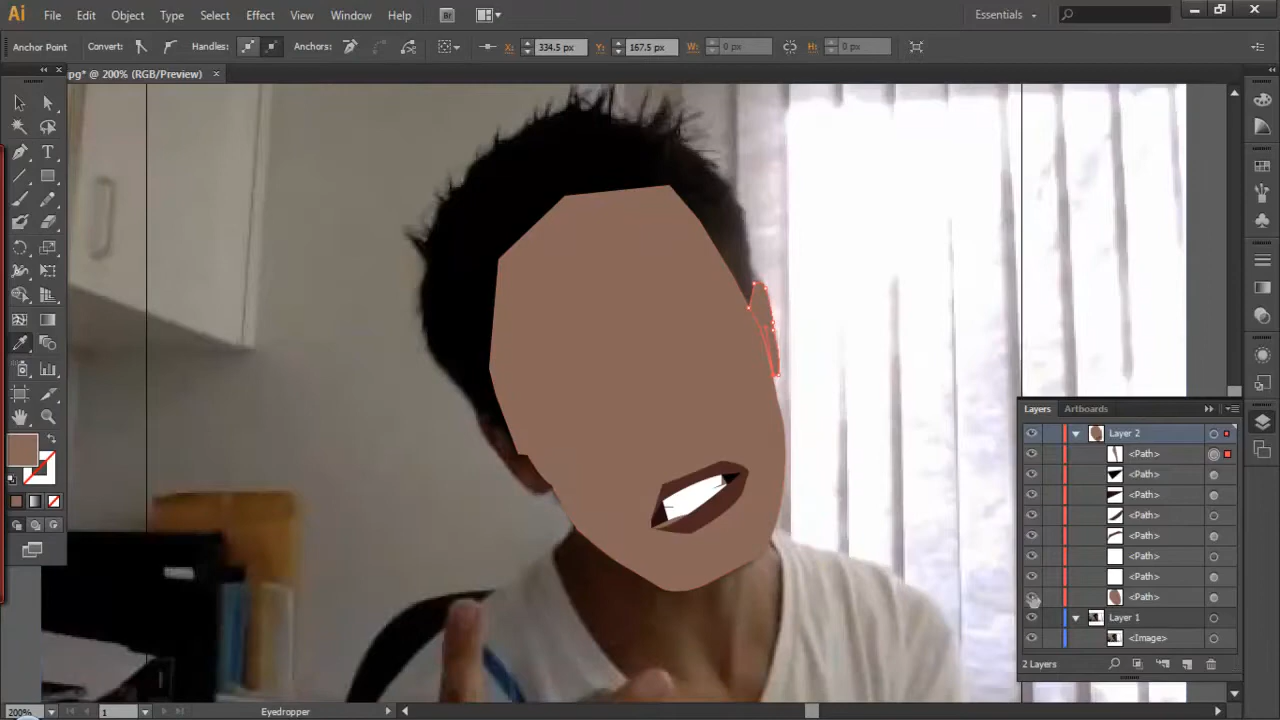 Ai File Edit Object Type Select Effect View Window Help Br Essentials
Anchor Point Convert: Handles: Anchors: X: 334.5 px Y: 167.5 px W: 0 px H: 0 px
pg* @ 200% (RGB/Preview) ×
T
Layers Artboards
Layer 2
<Path>
<Path>
<Path>
<Path>
<Path>
<Path>
<Path>
<Path>
Layer 1
<Image>
2 Layers
200% 1 Eyedropper